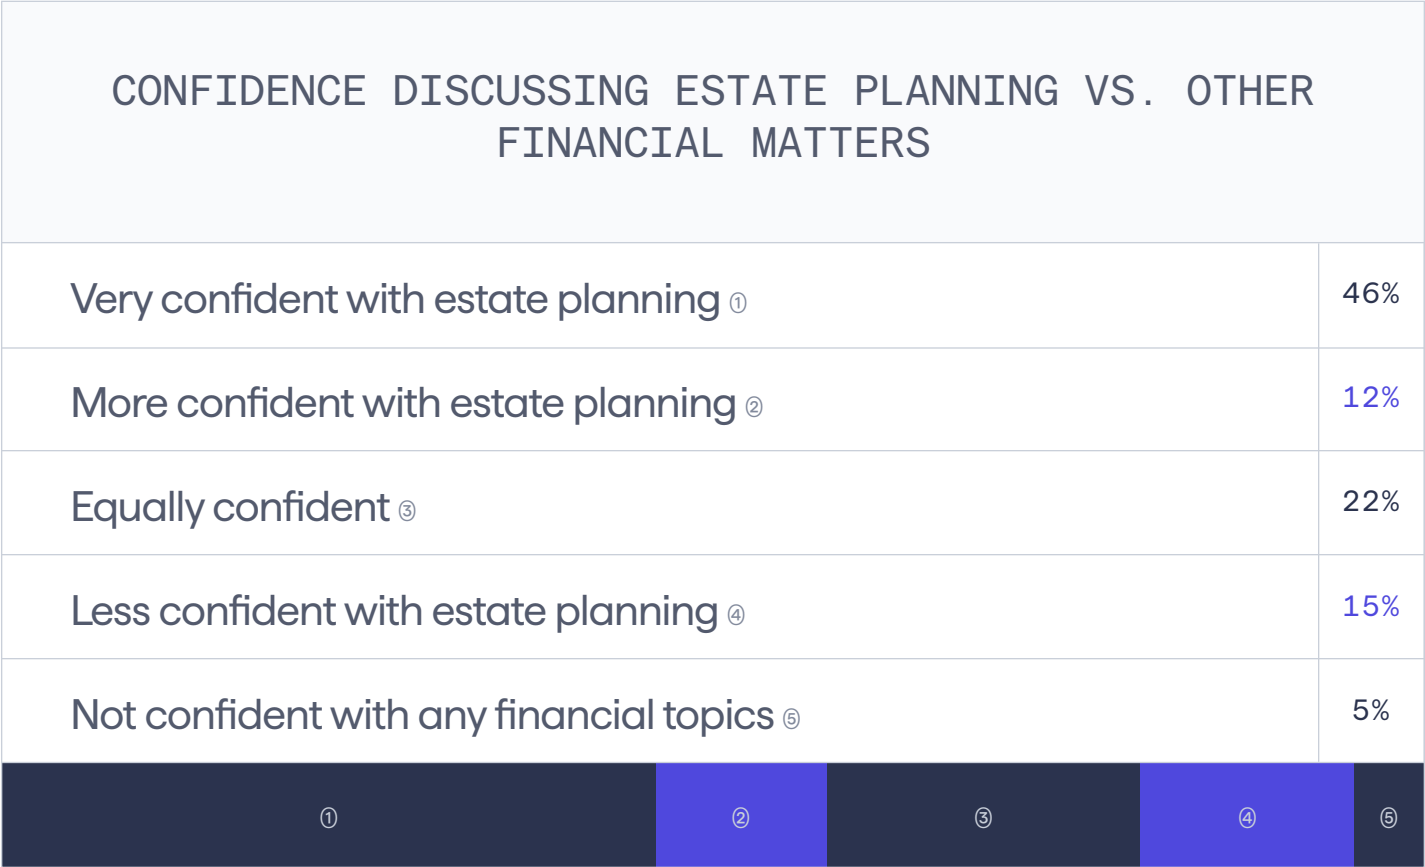 CONFIDENCE DISCUSSING ESTATE PLANNING VS. OTHER
FINANCIAL MATTERS
Very confident with estate planning ① 46%
More confident with estate planning ② 12%
Equally confident ③ 22%
Less confident with estate planning ④ 15%
Not confident with any financial topics ⑤ 5%
① ② ③ ④ ⑤